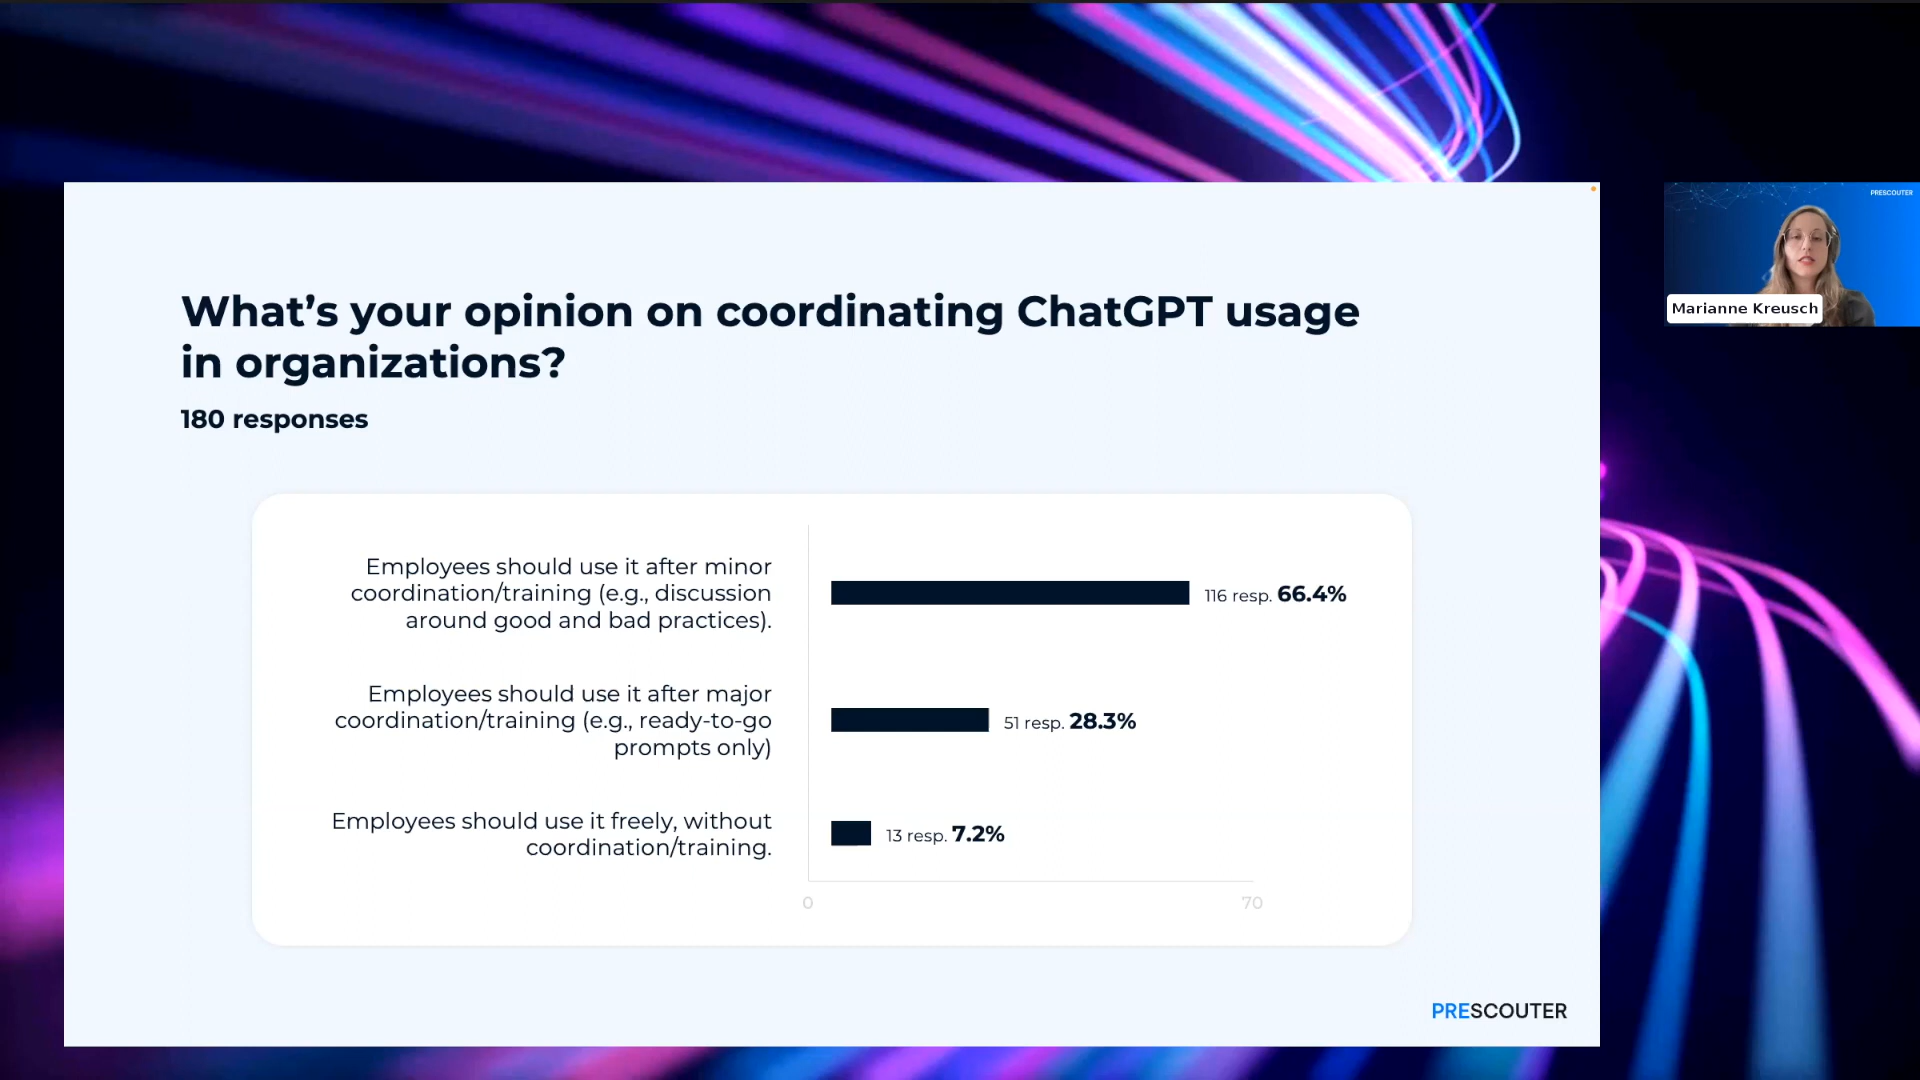 What’s your opinion on coordinating ChatGPT usage
in organizations?
180 responses
Employees should use it after minor
coordination/training (e.g., discussion
around good and bad practices).
116 resp. 66.4%
Employees should use it after major
coordination/training (e.g., ready-to-go
prompts only)
51 resp. 28.3%
Employees should use it freely, without
coordination/training.
13 resp. 7.2%
0
70
PRESCOUTER
PRESCOUTER
Marianne Kreusch